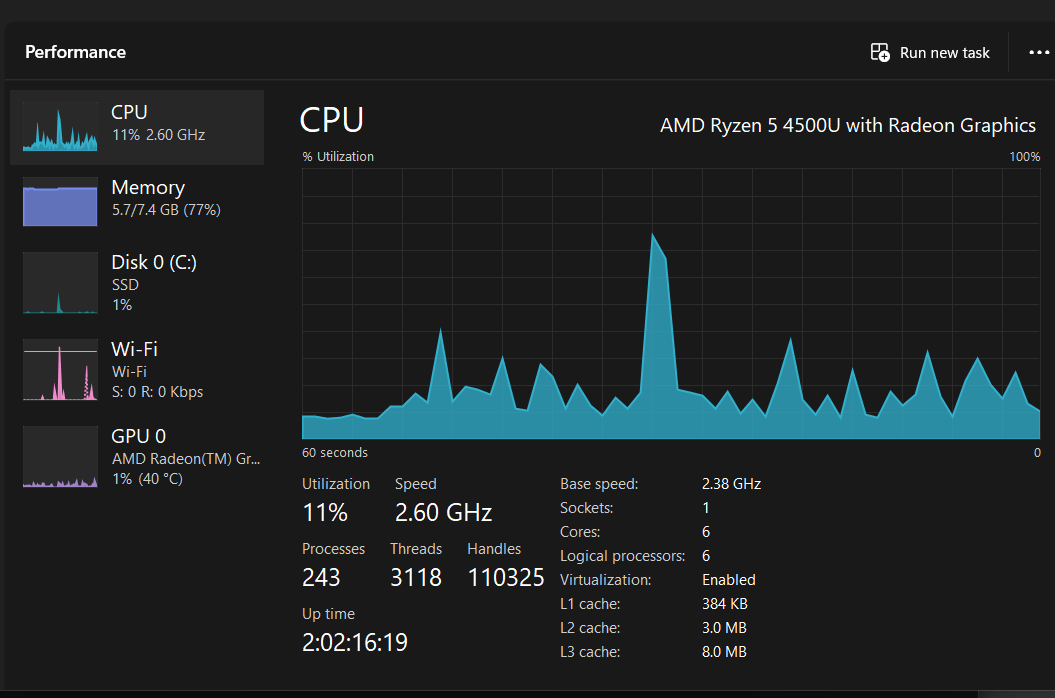 Performance
Run new task
CPU
11% 2.60 GHz
Memory
5.7/7.4 GB (77%)
Disk 0 (C:)
SSD
1%
Wi-Fi
Wi-Fi
S: 0 R: 0 Kbps
GPU 0
AMD Radeon(TM) Gr...
1% (40 °C)
CPU
AMD Ryzen 5 4500U with Radeon Graphics
% Utilization
100%
60 seconds
0
Utilization
Speed
11%
2.60 GHz
Processes
Threads
Handles
243
3118
110325
Up time
2:02:16:19
Base speed: 2.38 GHz
Sockets: 1
Cores: 6
Logical processors: 6
Virtualization: Enabled
L1 cache: 384 KB
L2 cache: 3.0 MB
L3 cache: 8.0 MB